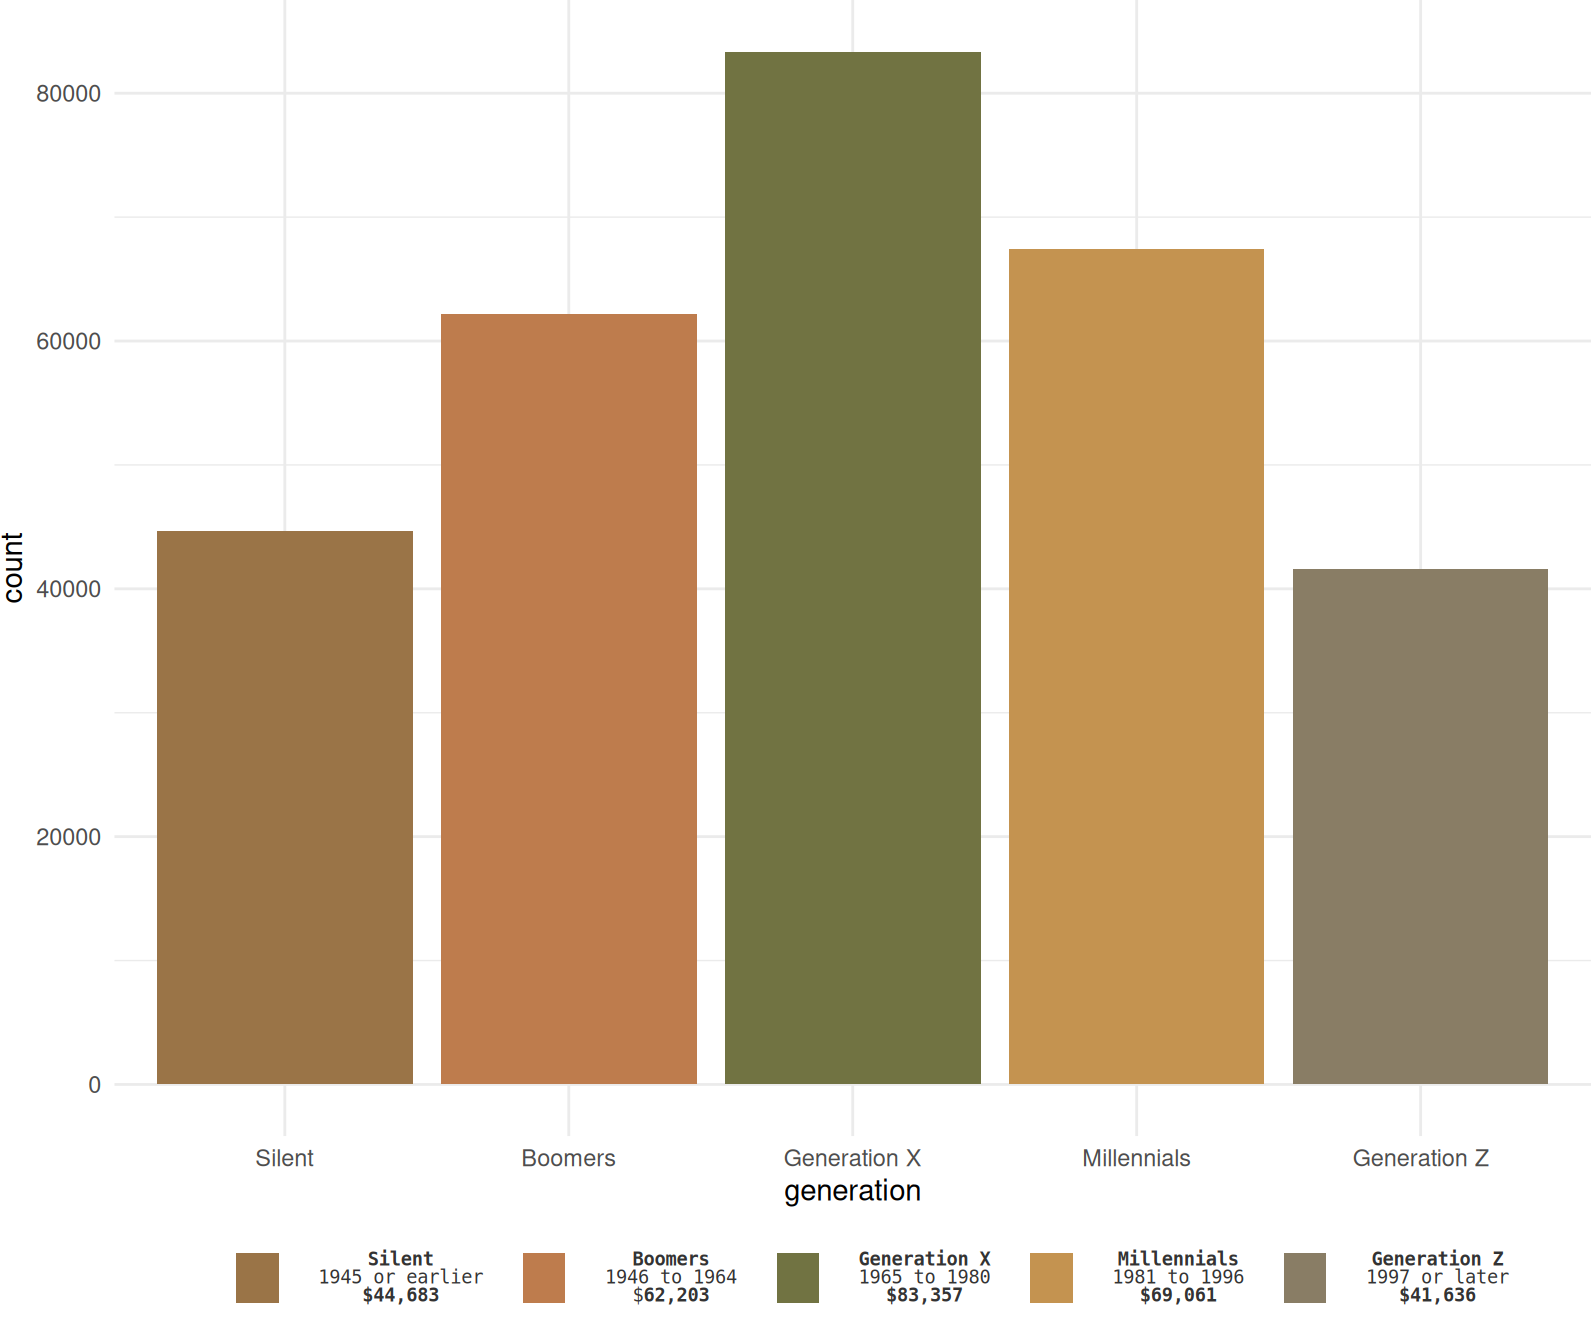 80000
60000
40000
20000
0
count
Silent Boomers Generation X Millennials Generation Z
generation
Silent
1945 or earlier
$44,683
Boomers
1946 to 1964
$62,203
Generation X
1965 to 1980
$83,357
Millennials
1981 to 1996
$69,061
Generation Z
1997 or later
$41,636